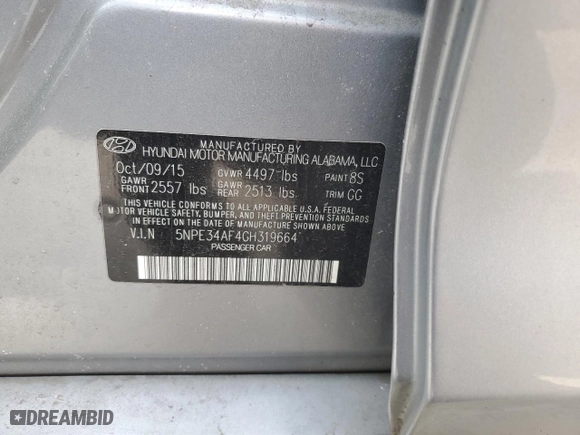 MANUFACTURED BY
HYUNDAI MOTOR MANUFACTURING ALABAMA, LLC
Oct/09/15 GVWR 4497 lbs PAINT 8S
GAWR FRONT 2557 lbs GAWR REAR 2513 lbs TRIM GG
THIS VEHICLE CONFORMS TO ALL APPLICABLE U.S.A. FEDERAL
MOTOR VEHICLE SAFETY, BUMPER, AND THEFT PREVENTION
STANDARDS IN EFFECT ON THE DATE OF MANUFACTURE SHOWN ABOVE.
V.I.N 5NPE34AF4GH319664
PASSENGER CAR
DREAMBID